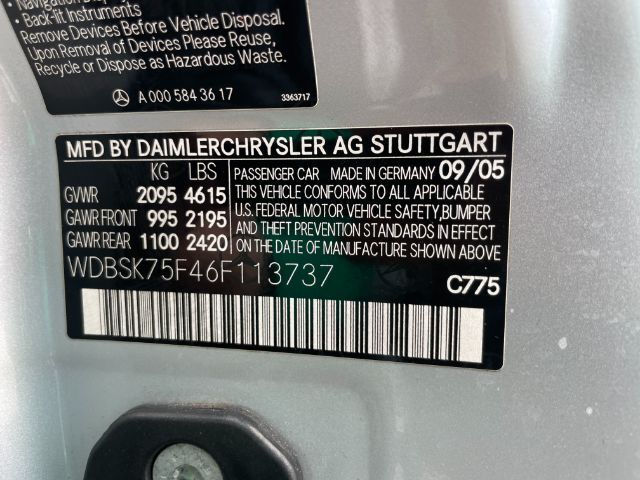 • Back-lit Instruments
Remove Devices Before Vehicle Disposal.
Upon Removal of Devices Please Reuse,
Recycle or Dispose as Hazardous Waste.
A 000 584 36 17
3363717
MFD BY DAIMLERCHRYSLER AG STUTTGART
KG LBS
GVWR 2095 4615
GAWR FRONT 995 2195
GAWR REAR 1100 2420
PASSENGER CAR MADE IN GERMANY 09/05
THIS VEHICLE CONFORMS TO ALL APPLICABLE
U.S. FEDERAL MOTOR VEHICLE SAFETY, BUMPER
AND THEFT PREVENTION STANDARDS IN EFFECT
ON THE DATE OF MANUFACTURE SHOWN ABOVE.
WDBSK75F46F113737
C775